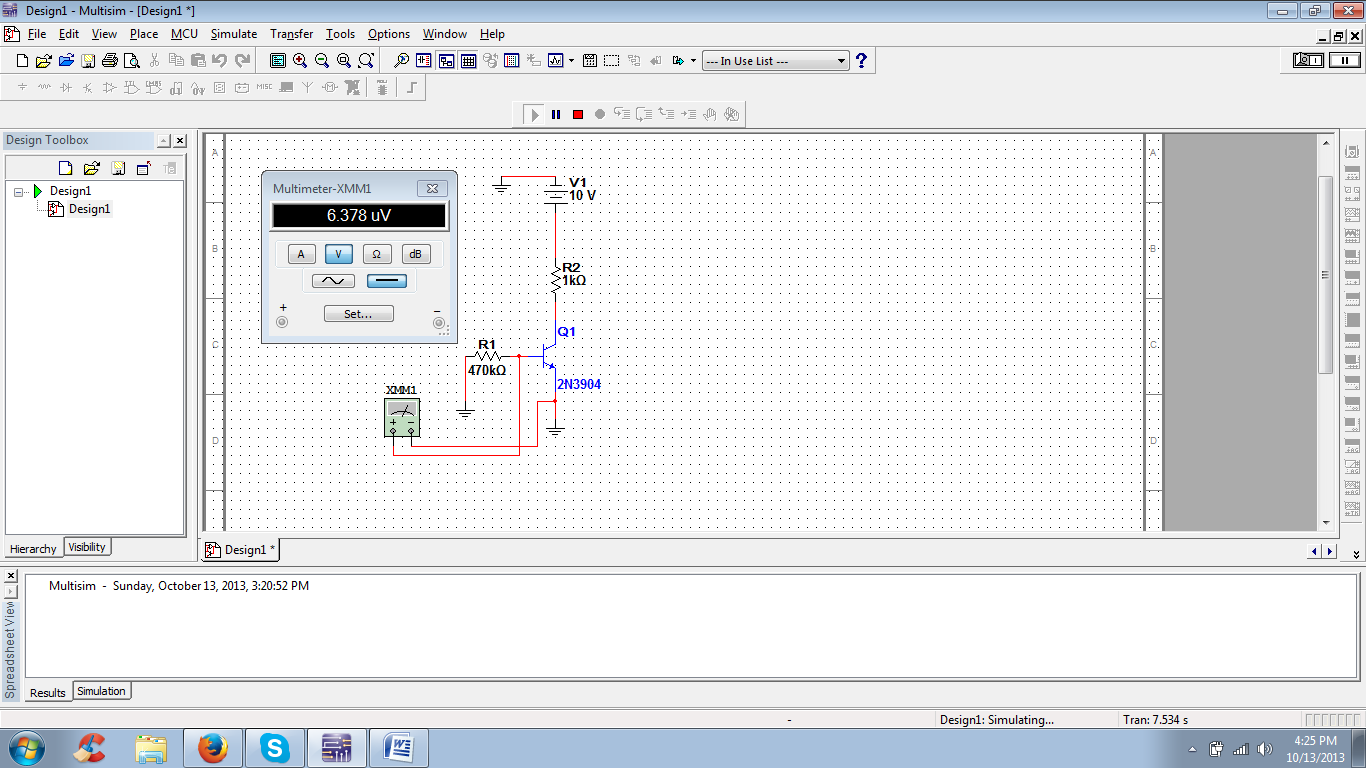 Design1 - Multisim - [Design1 *]
File Edit View Place MCU Simulate Transfer Tools Options Window Help
--- In Use List ---
?
MISC
Design Toolbox
Design1
Design1
Hierarchy Visibility
A
B
C
D
A
B
C
D
Multimeter-XMM1
6.378 uV
A V Ω dB
Set...
+ −
V1
10 V
R2
1kΩ
Q1
2N3904
R1
470kΩ
XMM1
+ −
Design1 *
Multisim - Sunday, October 13, 2013, 3:20:52 PM
Spreadsheet View
Results Simulation
- Design1: Simulating... Tran: 7.534 s
4:25 PM
10/13/2013